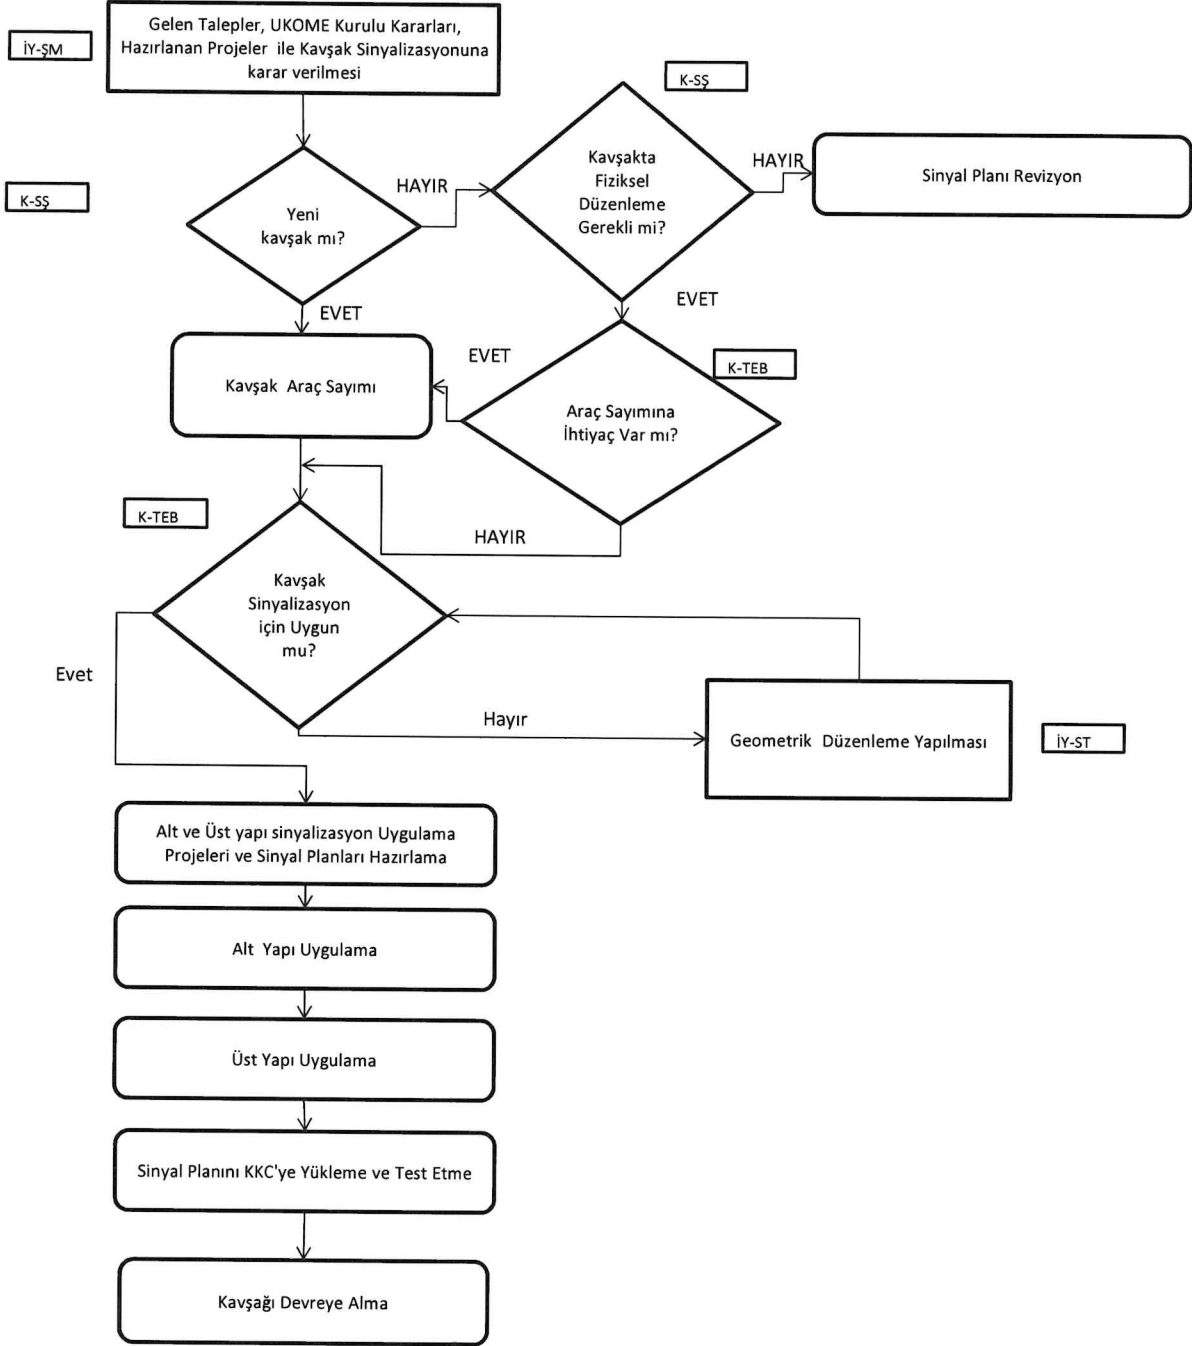 İY-ŞM
Gelen Talepler, UKOME Kurulu Kararları,
Hazırlanan Projeler ile Kavşak Sinyalizasyonuna
karar verilmesi
K-SŞ
K-SŞ
Yeni
kavşak mı?
HAYIR
Kavşakta
Fiziksel
Düzenleme
Gerekli mi?
HAYIR
Sinyal Planı Revizyon
EVET
EVET
Kavşak Araç Sayımı
EVET
K-TEB
Araç Sayımına
İhtiyaç Var mı?
HAYIR
K-TEB
Kavşak
Sinyalizasyon
için Uygun
mu?
Evet
Hayır
Geometrik Düzenleme Yapılması
İY-ST
Alt ve Üst yapı sinyalizasyon Uygulama
Projeleri ve Sinyal Planları Hazırlama
Alt Yapı Uygulama
Üst Yapı Uygulama
Sinyal Planını KKC'ye Yükleme ve Test Etme
Kavşağı Devreye Alma